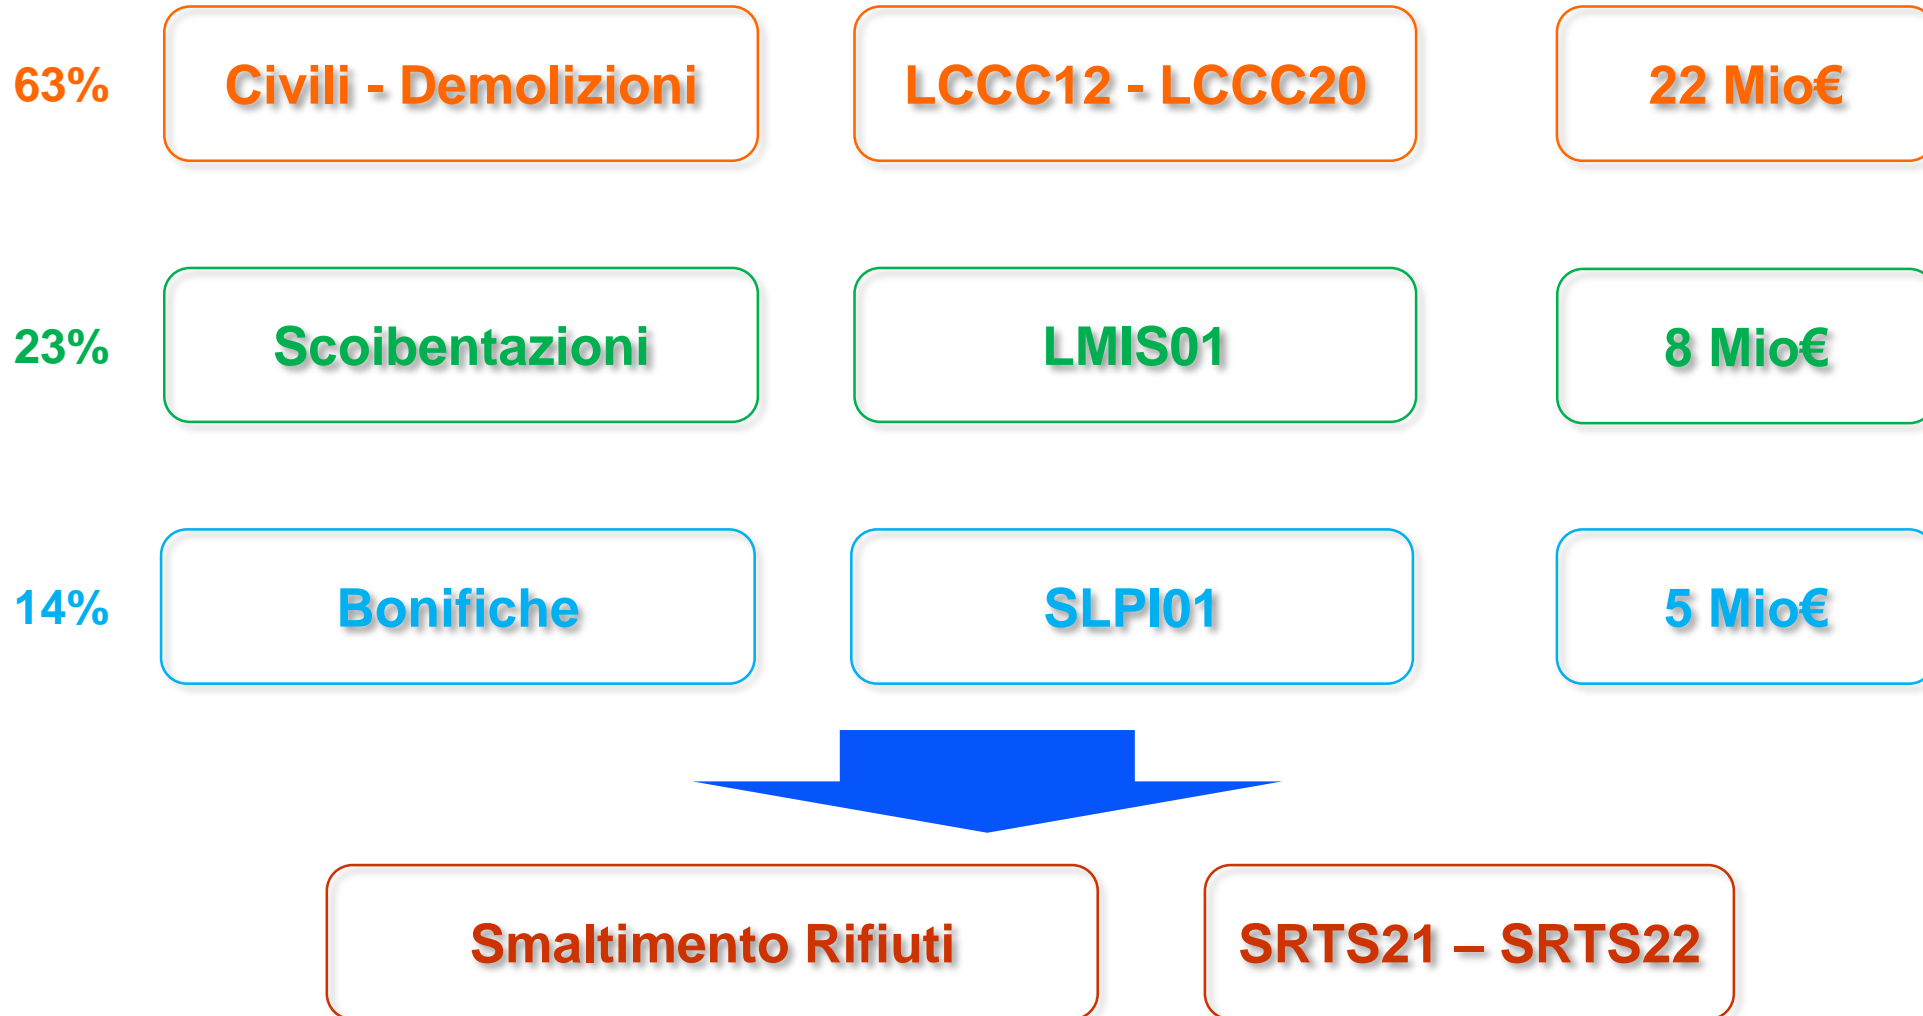 63% Civili - Demolizioni LCCC12 - LCCC20 22 Mio€
23% Scoibentazioni LMIS01 8 Mio€
14% Bonifiche SLPI01 5 Mio€
Smaltimento Rifiuti SRTS21 – SRTS22